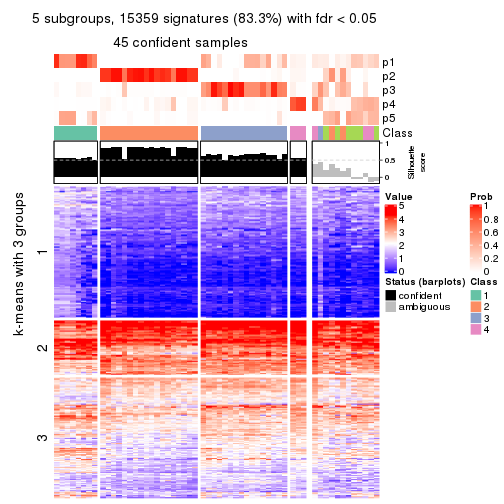 5 subgroups, 15359 signatures (83.3%) with fdr < 0.05
45 confident samples
p1
p2
p3
p4
p5
Class
1
0.5
0
Silhouette
score
k-means with 3 groups
1
2
3
Value
5
4
3
2
1
0
Prob
1
0.8
0.6
0.4
0.2
0
Status (barplots)
confident
ambiguous
Class
1
2
3
4